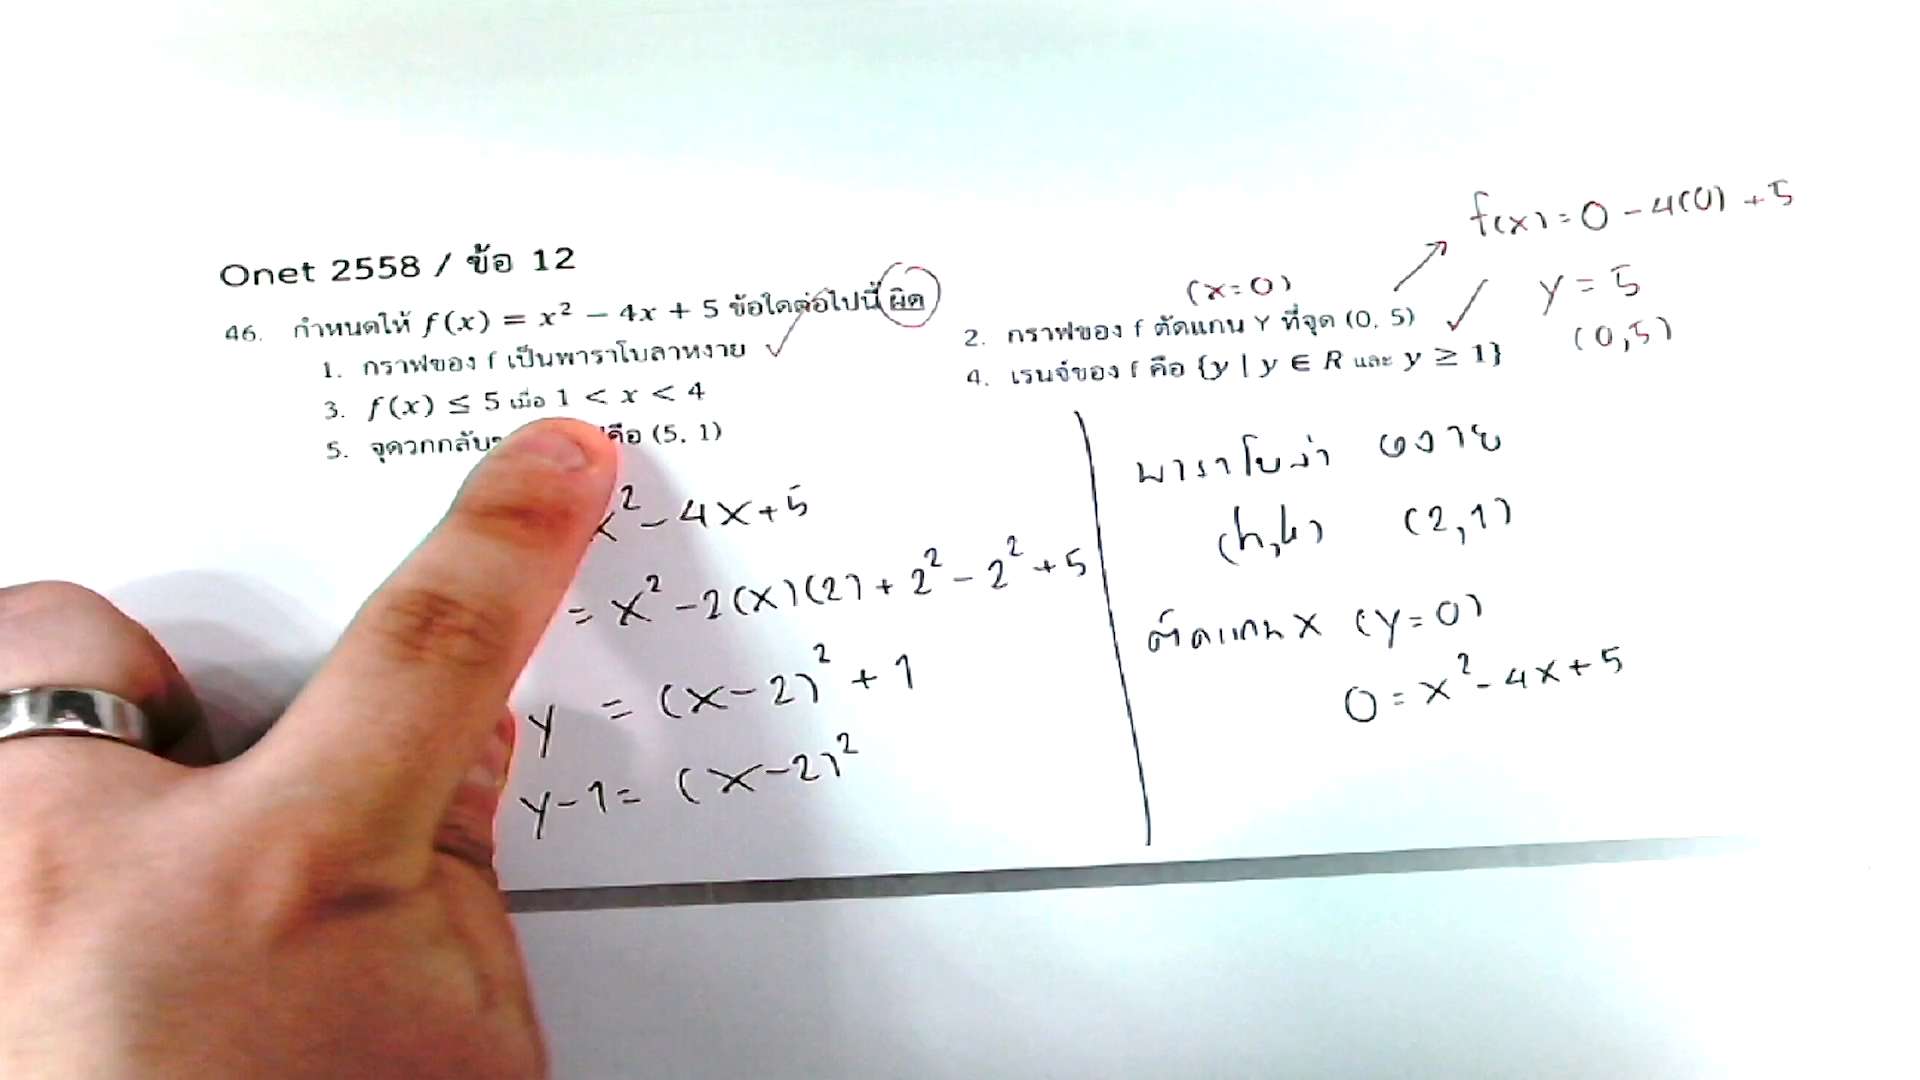 Onet 2558 / ข้อ 12
46. กำหนดให้ f(x) = x² − 4x + 5 ข้อใดต่อไปนี้ผิด
1. กราฟของ f เป็นพาราโบลาหงาย ✓
(x=0)
2. กราฟของ f ตัดแกน Y ที่จุด (0, 5) ✓
3. f(x) ≤ 5 เมื่อ 1 < x < 4
4. เรนจ์ของ f คือ {y | y ∈ R และ y ≥ 1}
5. จุดวกกลับ คือ (5, 1)
f(x) = 0 - 4(0) + 5
y = 5
(0,5)
x² - 4x + 5
= x² - 2(x)(2) + 2² - 2² + 5
y = (x-2)² + 1
y-1 = (x-2)²
พาราโบล่า หงาย
(h,k) (2,1)
ตัดแกน X (y=0)
0 = x² - 4x + 5